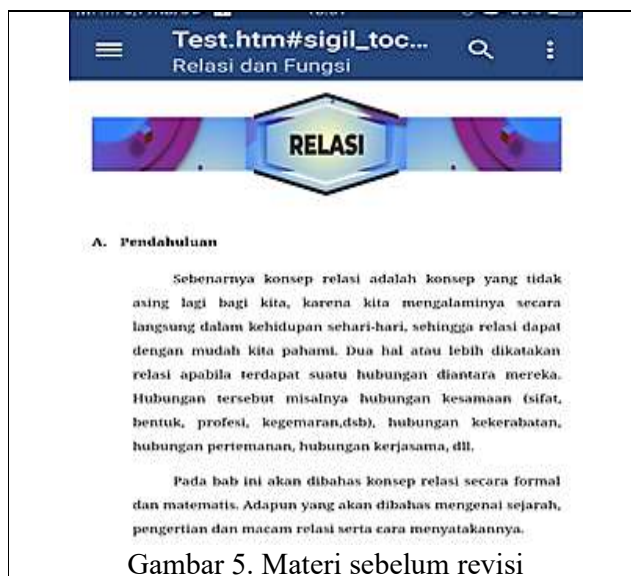 Test.htm#sigil_toc...
Relasi dan Fungsi
RELASI
A. Pendahuluan
Sebenarnya konsep relasi adalah konsep yang tidak
asing lagi bagi kita, karena kita mengalaminya secara
langsung dalam kehidupan sehari-hari, sehingga relasi dapat
dengan mudah kita pahami. Dua hal atau lebih dikatakan
relasi apabila terdapat suatu hubungan diantara mereka.
Hubungan tersebut misalnya hubungan kesamaan (sifat,
bentuk, profesi, kegemaran,dsb), hubungan kekerabatan,
hubungan pertemanan, hubungan kerjasama, dll.
Pada bab ini akan dibahas konsep relasi secara formal
dan matematis. Adapun yang akan dibahas mengenai sejarah,
pengertian dan macam relasi serta cara menyatakannya.
Gambar 5. Materi sebelum revisi